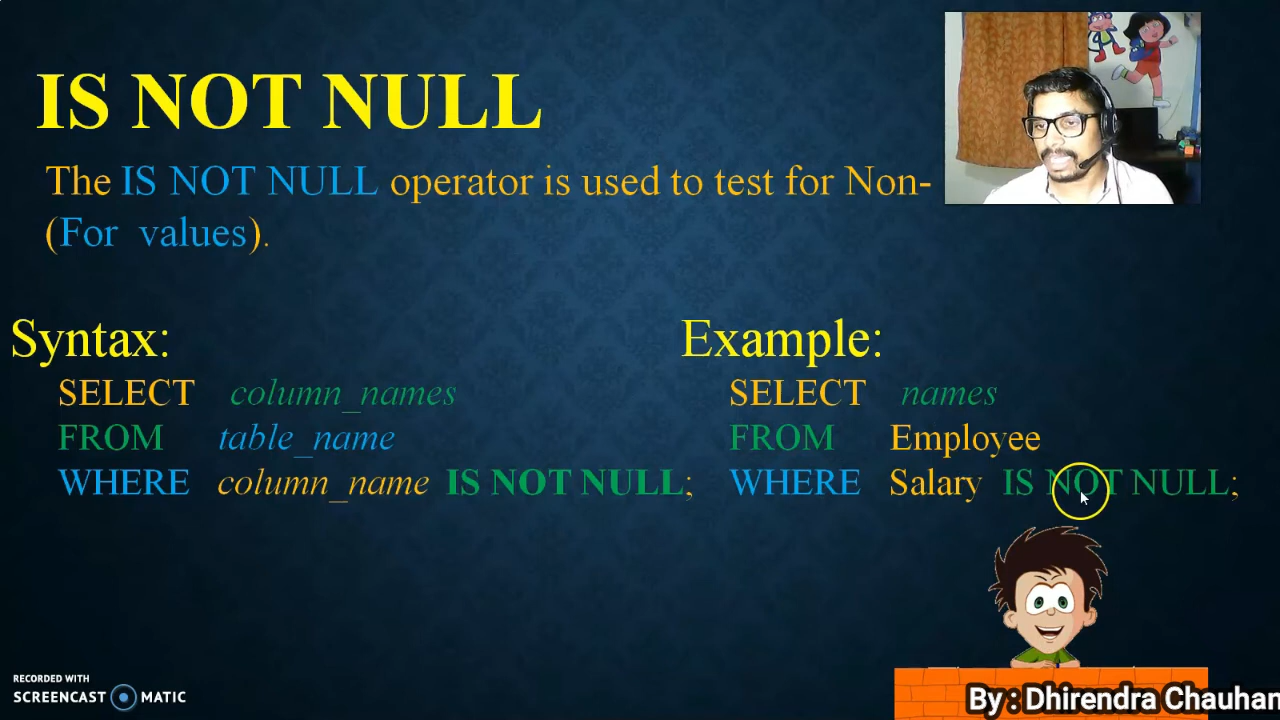 IS NOT NULL
The IS NOT NULL operator is used to test for Non-
(For values).
Syntax:
SELECT column_names
FROM table_name
WHERE column_name IS NOT NULL;
Example:
SELECT names
FROM Employee
WHERE Salary IS NOT NULL;
RECORDED WITH
SCREENCAST MATIC
By : Dhirendra Chauhan